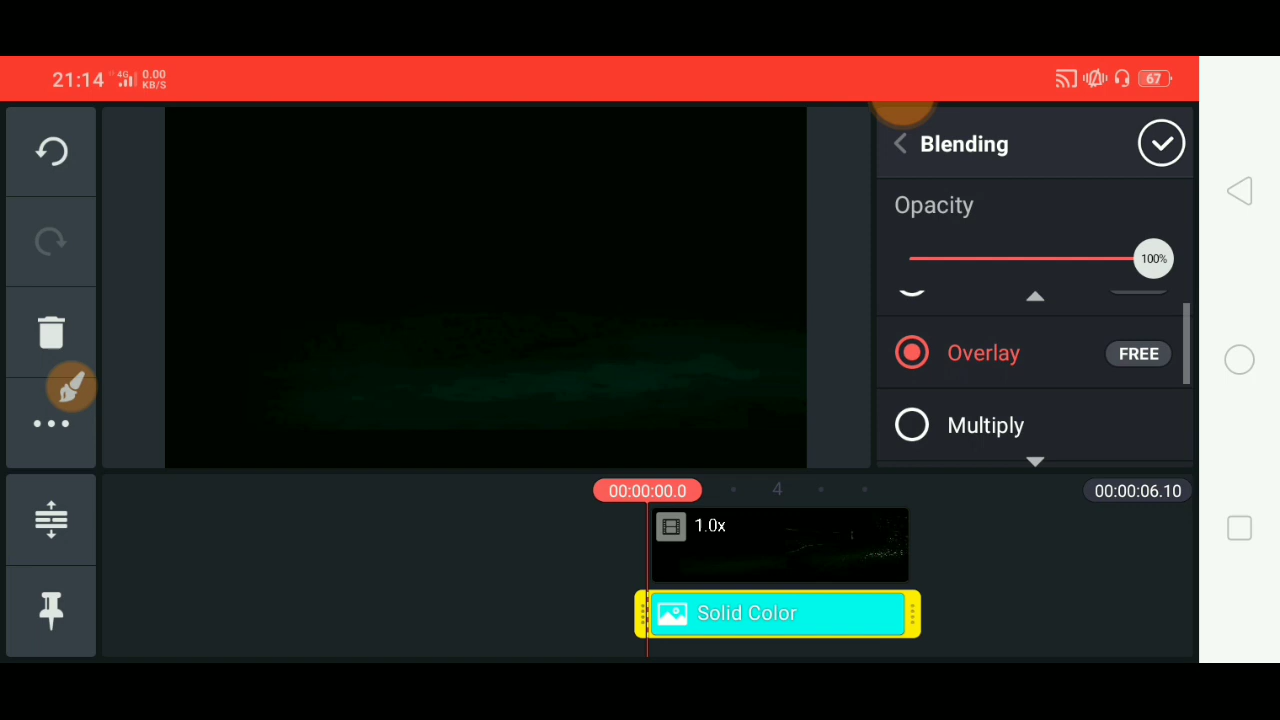 21:14 4G 0.00 KB/S 67
Blending
Opacity
100%
Overlay FREE
Multiply
00:00:00.0 4 00:00:06.10
1.0x
Solid Color